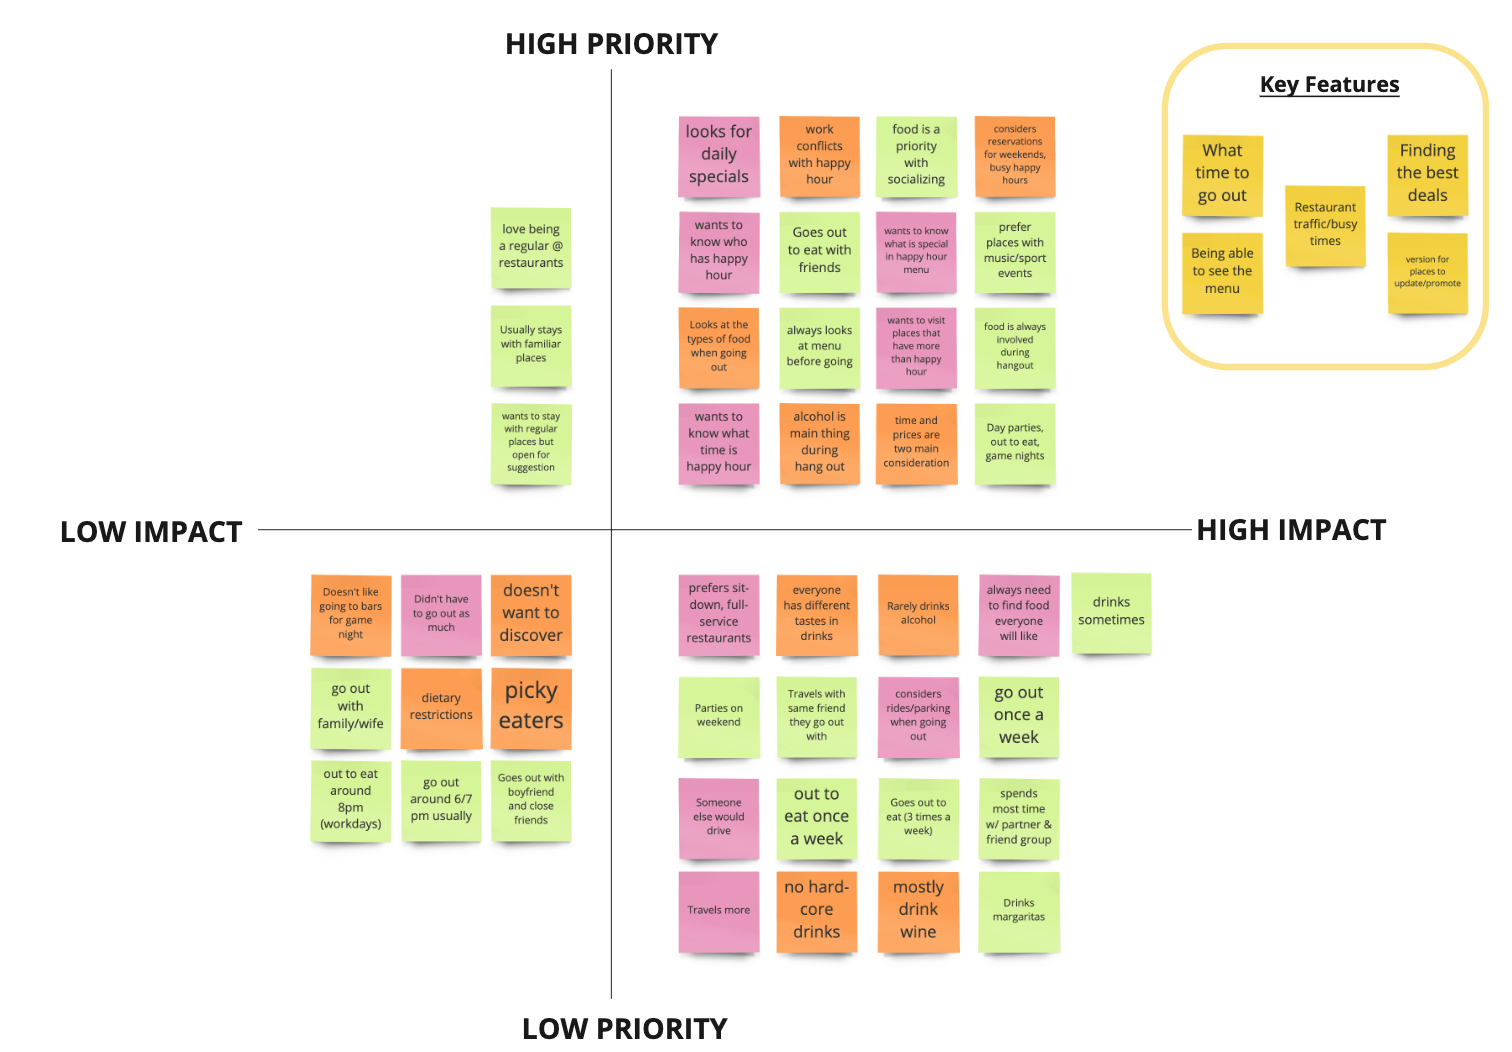 HIGH PRIORITY
Key Features
What
time to
go out
Finding
the best
deals
Restaurant
traffic/busy
times
Being able
to see the
menu
version for
places to
update/promote
looks for
daily
specials
work
conflicts
with happy
hour
food is a
priority
with
socializing
considers
reservations
for weekends,
busy happy
hours
love being
a regular @
restaurants
wants to
know who
has happy
hour
Goes out
to eat with
friends
wants to know
what is special
in happy hour
menu
prefer
places with
music/sport
events
Usually stays
with familiar
places
Looks at the
types of food
when going
out
always looks
at menu
before going
wants to visit
places that
have more
than happy
hour
food is always
involved
during
hangout
wants to stay
with regular
places but
open for
suggestion
wants to
know what
time is
happy hour
alcohol is
main thing
during
hang out
time and
prices are
two main
consideration
Day parties,
out to eat,
game nights
LOW IMPACT
HIGH IMPACT
Doesn't like
going to bars
for game
night
Didn't have
to go out as
much
doesn't
want to
discover
prefers sit-
down, full-
service
restaurants
everyone
has different
tastes in
drinks
Rarely drinks
alcohol
always need
to find food
everyone
will like
drinks
sometimes
go out
with
family/wife
dietary
restrictions
picky
eaters
Parties on
weekend
Travels with
same friend
they go out
with
considers
rides/parking
when going
out
go out
once a
week
out to eat
around
8pm
(workdays)
go out
around 6/7
pm usually
Goes out with
boyfriend
and close
friends
Someone
else would
drive
out to
eat once
a week
Goes out to
eat (3 times a
week)
spends
most time
w/ partner &
friend group
Travels more
no hard-
core
drinks
mostly
drink
wine
Drinks
margaritas
LOW PRIORITY